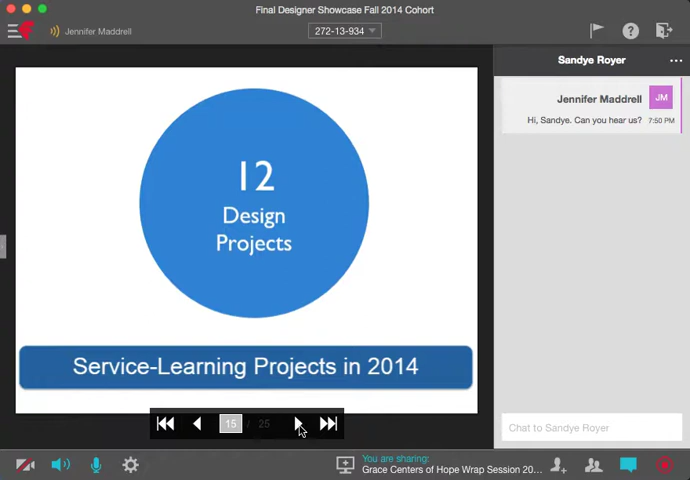 Final Designer Showcase Fall 2014 Cohort
Jennifer Maddrell
272-13-934
?
Sandye Royer
JM
Jennifer Maddrell
Hi, Sandye. Can you hear us? 7:50 PM
12
Design
Projects
Service-Learning Projects in 2014
15 / 25
Chat to Sandye Royer
You are sharing:
Grace Centers of Hope Wrap Session 20...